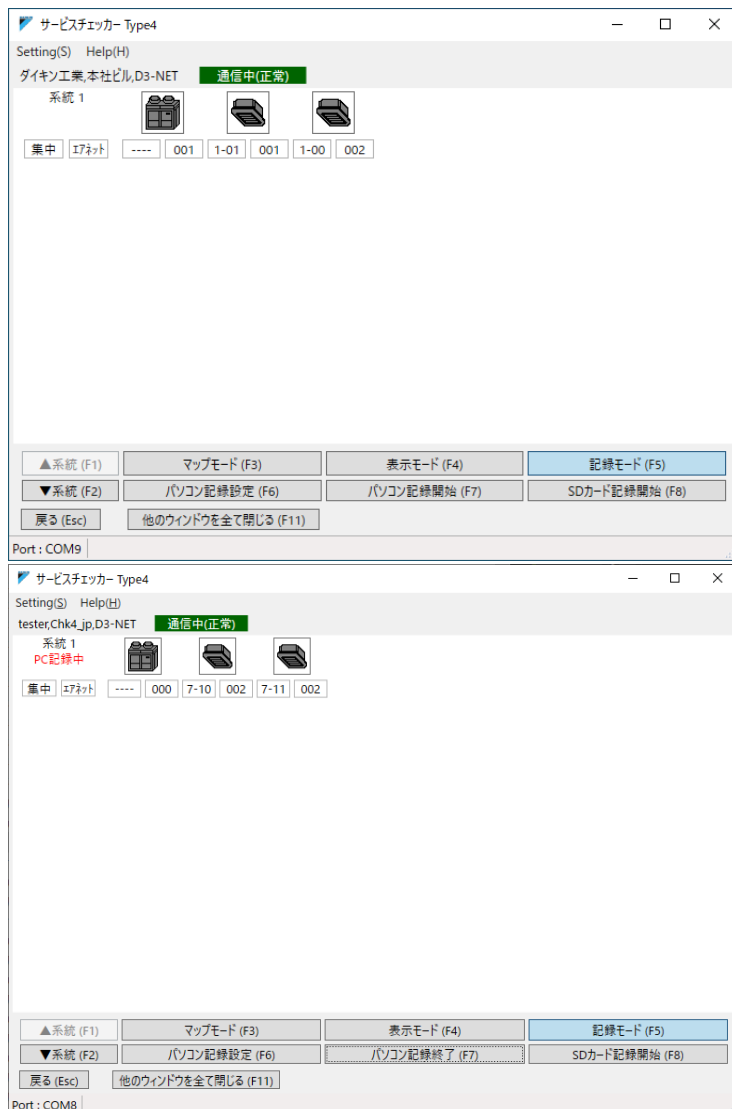 サービスチェッカー Type4
Setting(S) Help(H)
ダイキン工業,本社ビル,D3-NET 通信中(正常)
系統 1
集中 ｴｱﾈｯﾄ ---- 001 1-01 001 1-00 002
▲系統 (F1) マップモード (F3) 表示モード (F4) 記録モード (F5)
▼系統 (F2) パソコン記録設定 (F6) パソコン記録開始 (F7) SDカード記録開始 (F8)
戻る (Esc) 他のウィンドウを全て閉じる (F11)
Port : COM9
サービスチェッカー Type4
Setting(S) Help(H)
tester,Chk4_jp,D3-NET 通信中(正常)
系統 1
PC記録中
集中 ｴｱﾈｯﾄ ---- 000 7-10 002 7-11 002
▲系統 (F1) マップモード (F3) 表示モード (F4) 記録モード (F5)
▼系統 (F2) パソコン記録設定 (F6) パソコン記録終了 (F7) SDカード記録開始 (F8)
戻る (Esc) 他のウィンドウを全て閉じる (F11)
Port : COM8